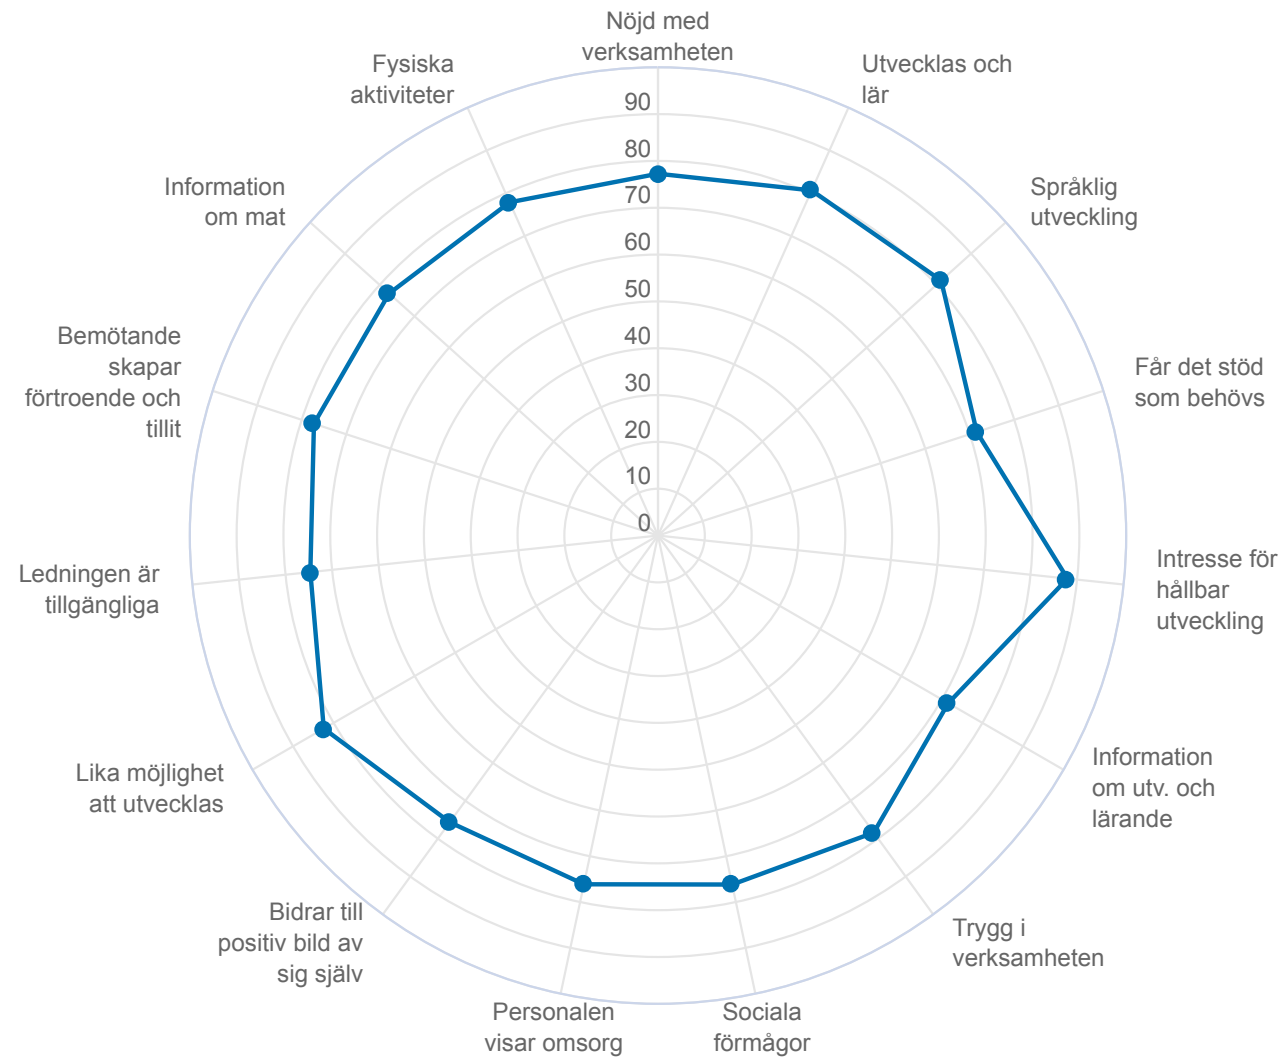 Nöjd med
verksamheten
Utvecklas och
lär
Språklig
utveckling
Får det stöd
som behövs
Intresse för
hållbar
utveckling
Information
om utv. och
lärande
Trygg i
verksamheten
Sociala
förmågor
Personalen
visar omsorg
Bidrar till
positiv bild av
sig själv
Lika möjlighet
att utvecklas
Ledningen är
tillgängliga
Bemötande
skapar
förtroende och
tillit
Information
om mat
Fysiska
aktiviteter
90
80
70
60
50
40
30
20
10
0